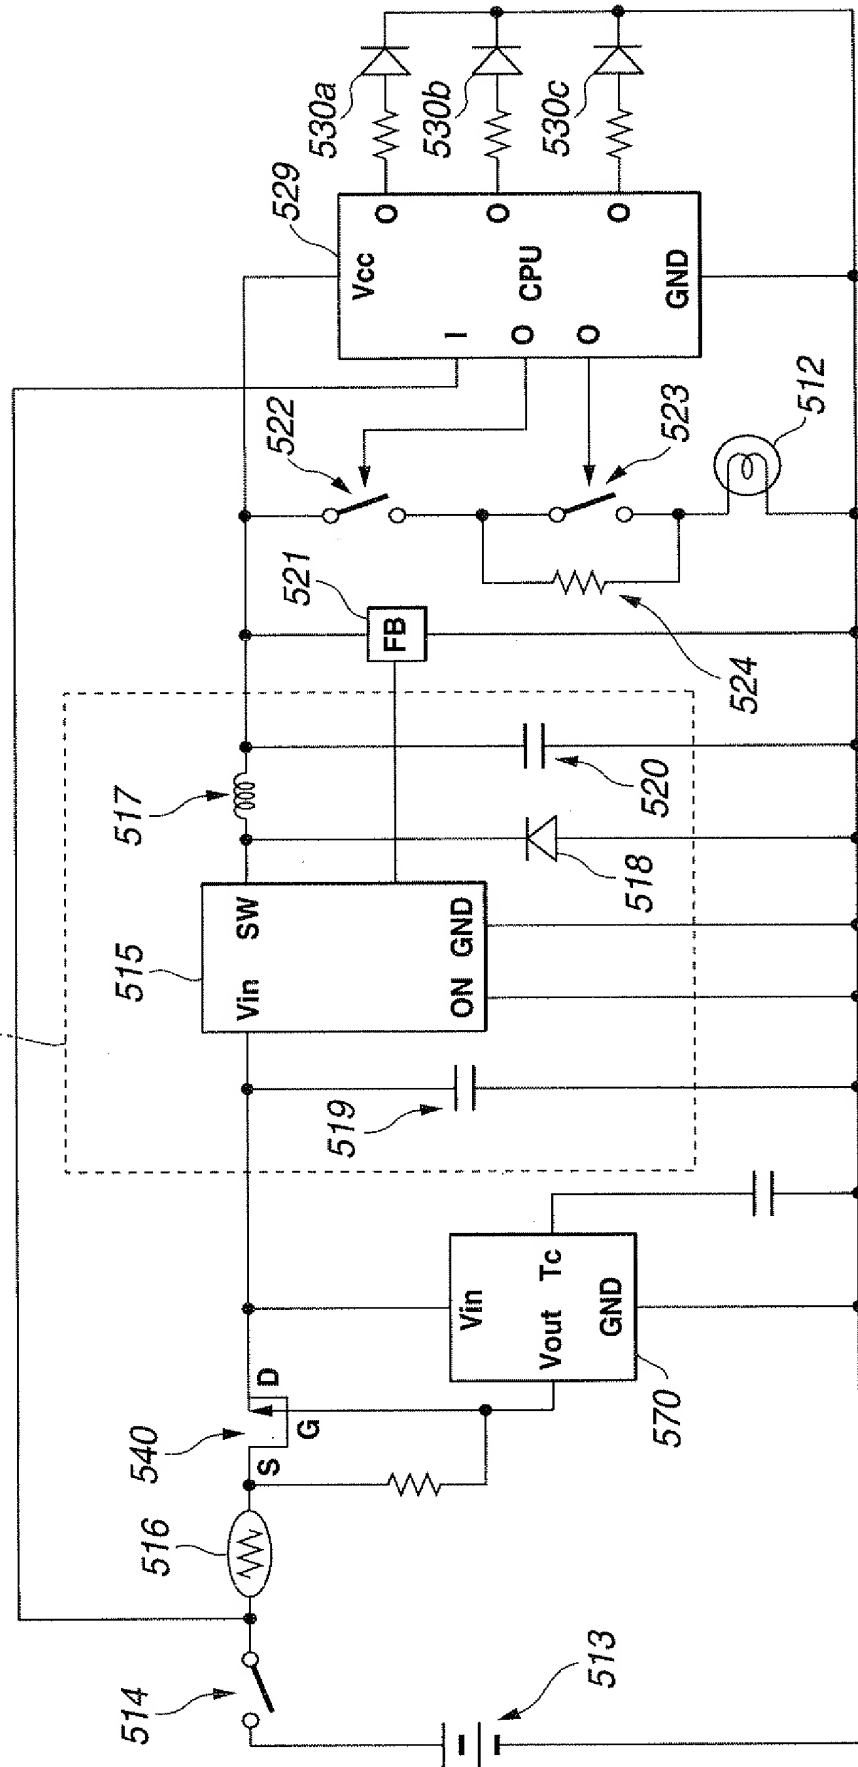 530a
530b
530c
529
Vcc
O
O
O
CPU
GND
I
O
O
522
523
512
521
FB
524
517
520
518
515
Vin
SW
ON
GND
519
540
S
D
G
516
Vin
Vout
Tc
GND
570
514
513